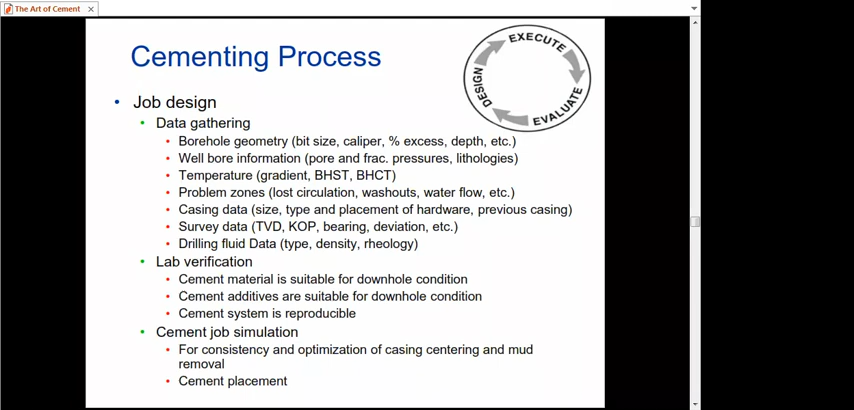 The Art of Cement
Cementing Process
EXECUTE
EVALUATE
DESIGN
Job design
Data gathering
Borehole geometry (bit size, caliper, % excess, depth, etc.)
Well bore information (pore and frac. pressures, lithologies)
Temperature (gradient, BHST, BHCT)
Problem zones (lost circulation, washouts, water flow, etc.)
Casing data (size, type and placement of hardware, previous casing)
Survey data (TVD, KOP, bearing, deviation, etc.)
Drilling fluid Data (type, density, rheology)
Lab verification
Cement material is suitable for downhole condition
Cement additives are suitable for downhole condition
Cement system is reproducible
Cement job simulation
For consistency and optimization of casing centering and mud
removal
Cement placement